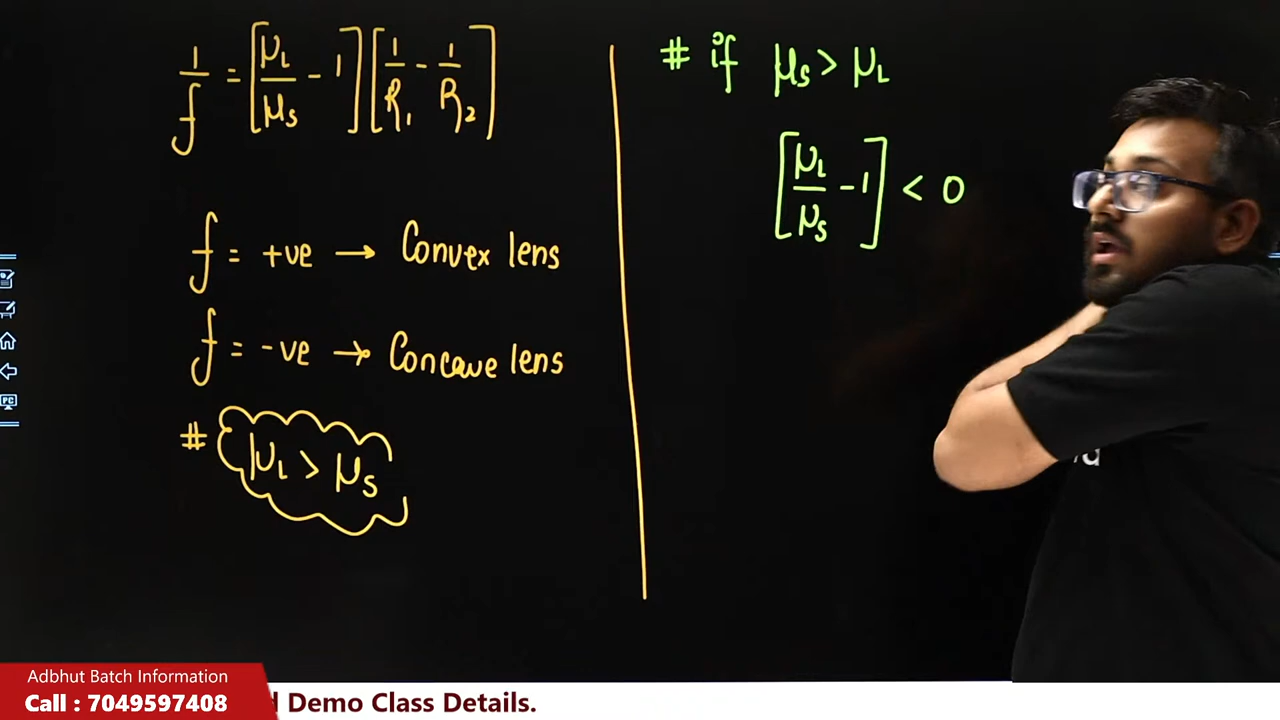 1/f = [μL/μS - 1] [1/R₁ - 1/R₂]
f = +ve → Convex lens
f = -ve → Concave lens
# μL > μS
# if μS > μL
[μL/μS - 1] < 0
PC
Adbhut Batch Information
Call : 7049597408
d Demo Class Details.